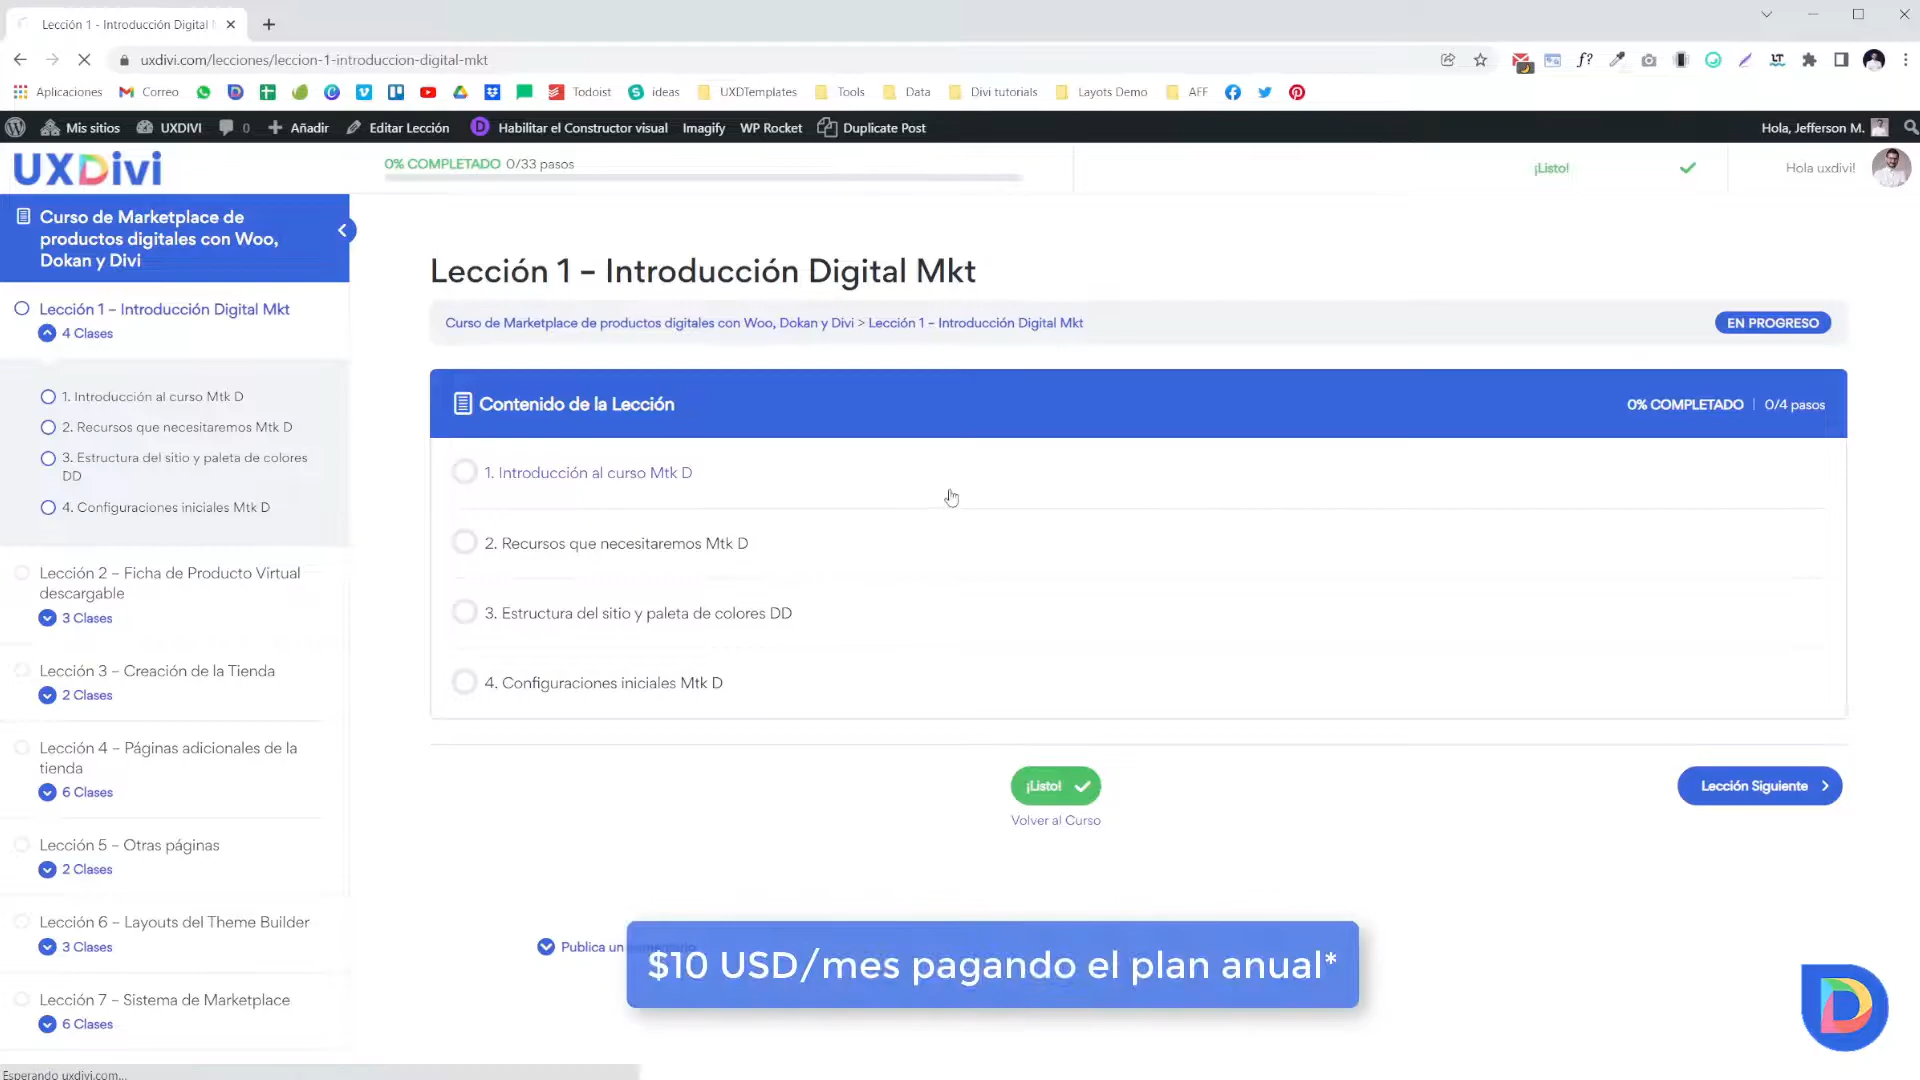 Lección 1 - Introducción Digital
uxdivi.com/lecciones/leccion-1-introduccion-digital-mkt
Aplicaciones Correo Todoist ideas UXDTemplates Tools Data Divi tutorials Layots Demo AFF
Mis sitios UXDIVI 0 Añadir Editar Lección Habilitar el Constructor visual Imagify WP Rocket Duplicate Post Hola, Jefferson M.
UXDivi
0% COMPLETADO 0/33 pasos
¡Listo!
Hola uxdivi!
Curso de Marketplace de
productos digitales con Woo,
Dokan y Divi
Lección 1 – Introducción Digital Mkt
4 Clases
1. Introducción al curso Mtk D
2. Recursos que necesitaremos Mtk D
3. Estructura del sitio y paleta de colores
DD
4. Configuraciones iniciales Mtk D
Lección 2 – Ficha de Producto Virtual
descargable
3 Clases
Lección 3 – Creación de la Tienda
2 Clases
Lección 4 – Páginas adicionales de la
tienda
6 Clases
Lección 5 – Otras páginas
2 Clases
Lección 6 – Layouts del Theme Builder
3 Clases
Lección 7 – Sistema de Marketplace
6 Clases
Lección 1 – Introducción Digital Mkt
Curso de Marketplace de productos digitales con Woo, Dokan y Divi > Lección 1 – Introducción Digital Mkt
EN PROGRESO
Contenido de la Lección
0% COMPLETADO | 0/4 pasos
1. Introducción al curso Mtk D
2. Recursos que necesitaremos Mtk D
3. Estructura del sitio y paleta de colores DD
4. Configuraciones iniciales Mtk D
¡Listo!
Volver al Curso
Lección Siguiente
Publica un
$10 USD/mes pagando el plan anual*
D
Esperando uxdivi.com...